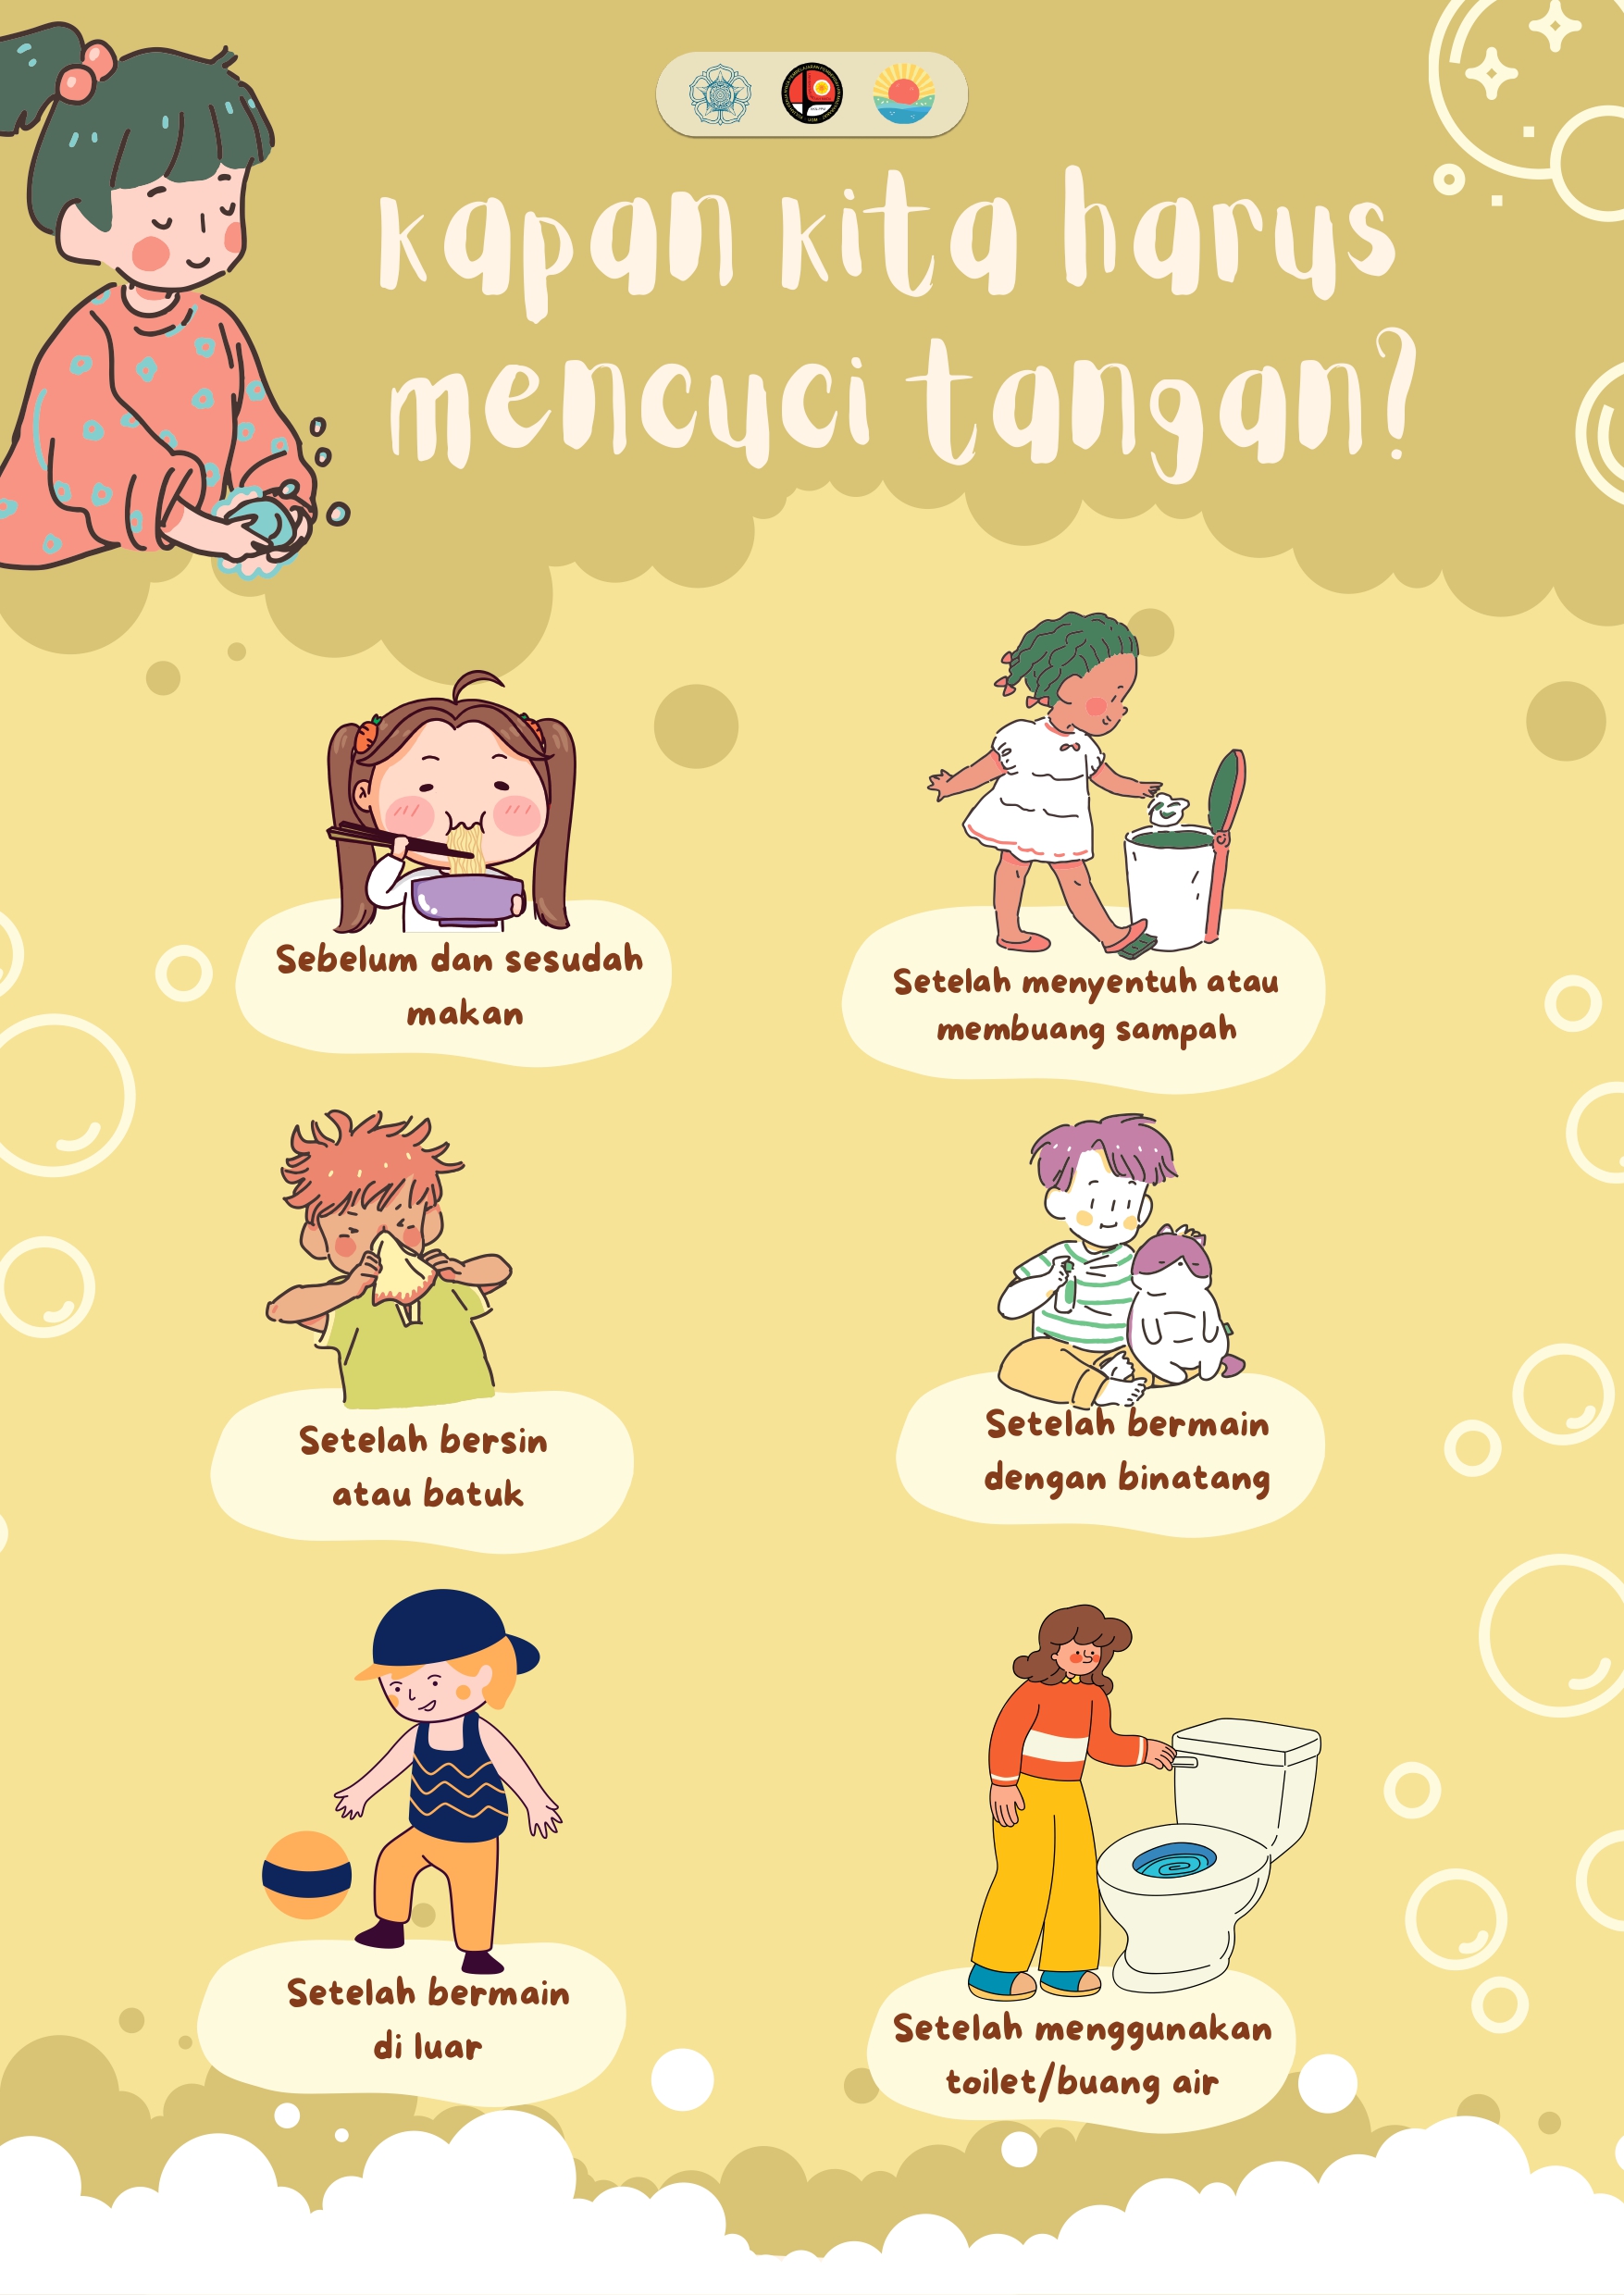 kapan kita harus
mencuci tangan?
Sebelum dan sesudah
makan
Setelah menyentuh atau
membuang sampah
Setelah bersin
atau batuk
Setelah bermain
dengan binatang
Setelah bermain
di luar
Setelah menggunakan
toilet/buang air